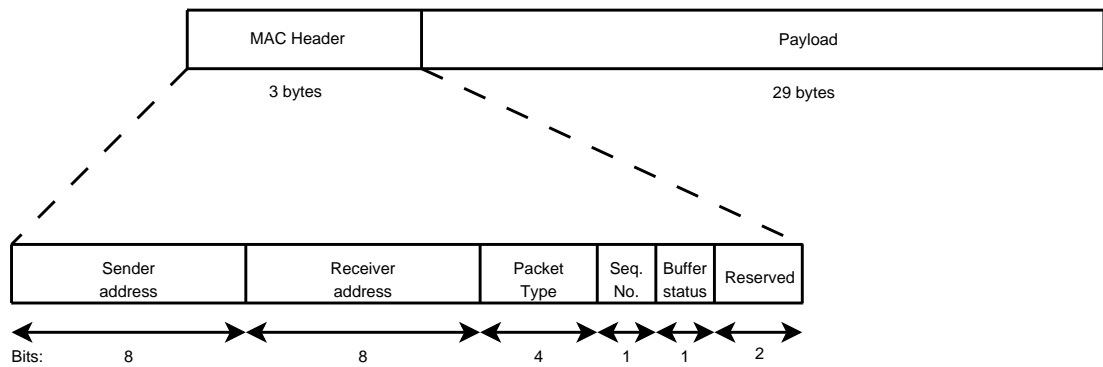 MAC Header
Payload
3 bytes
29 bytes
Sender
address
Receiver
address
Packet
Type
Seq.
No.
Buffer
status
Reserved
Bits: 8 8 4 1 1 2